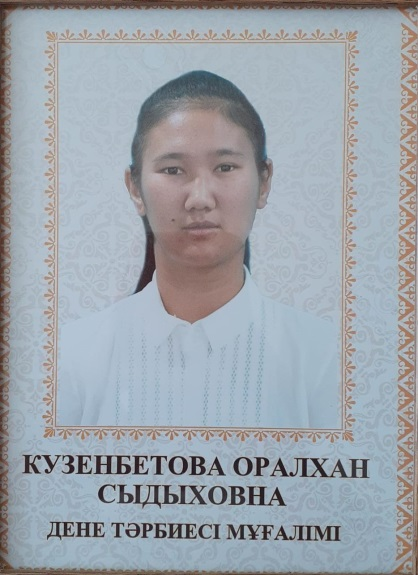 КУЗЕНБЕТОВА ОРАЛХАН
СЫДЫХОВНА
ДЕНЕ ТӘРБИЕСІ МҰҒАЛІМІ